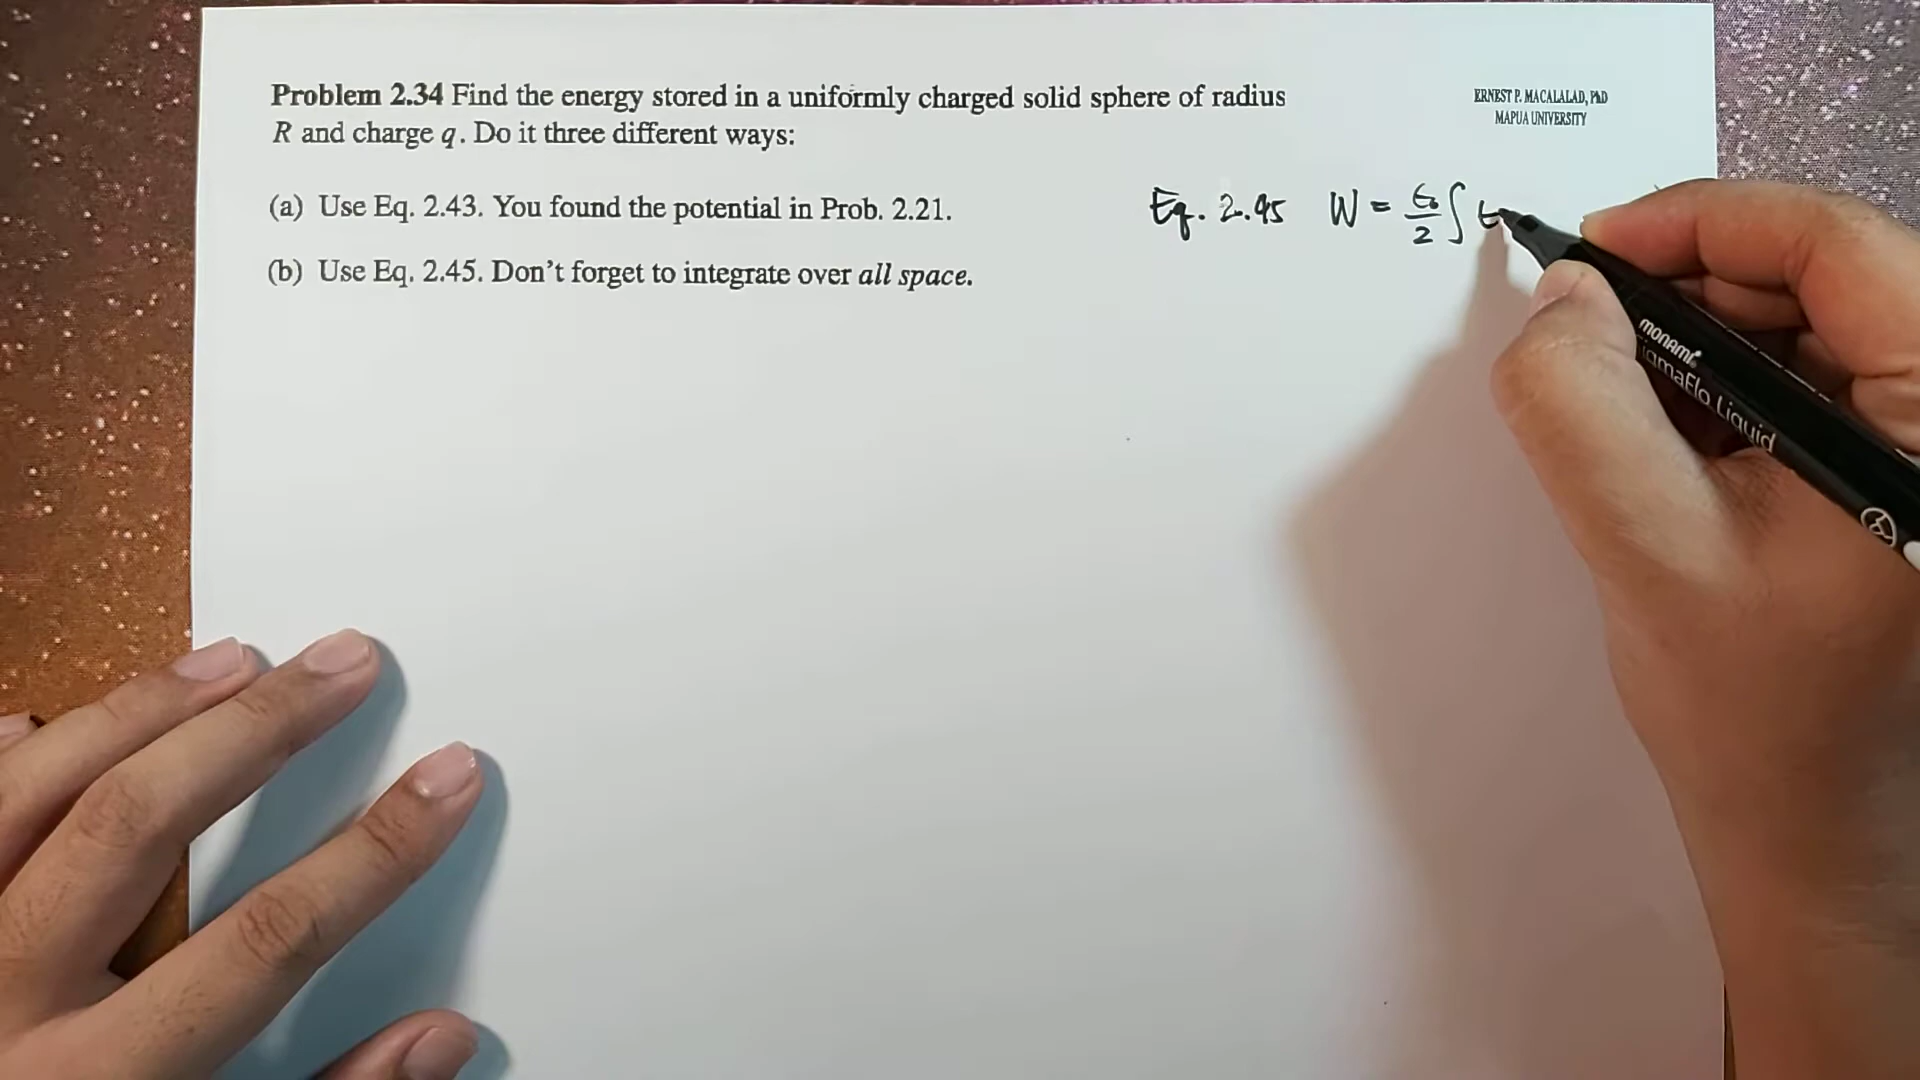 Problem 2.34 Find the energy stored in a uniformly charged solid sphere of radius
R and charge q. Do it three different ways:
ERNEST P. MACALALAD, PhD
MAPUA UNIVERSITY
(a) Use Eq. 2.43. You found the potential in Prob. 2.21.
Eq. 2.45 W = ε₀/2 ∫
(b) Use Eq. 2.45. Don't forget to integrate over all space.
monami
Liquid